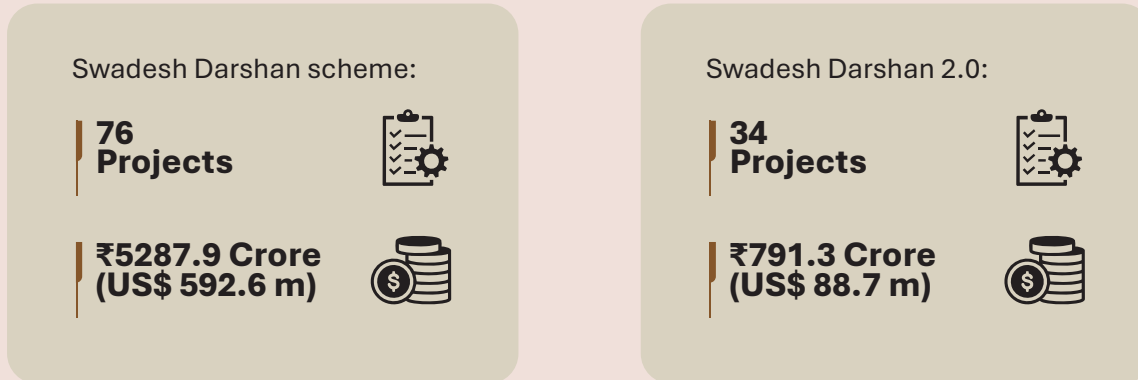 Swadesh Darshan scheme:
76
Projects
₹5287.9 Crore
(US$ 592.6 m)
Swadesh Darshan 2.0:
34
Projects
₹791.3 Crore
(US$ 88.7 m)